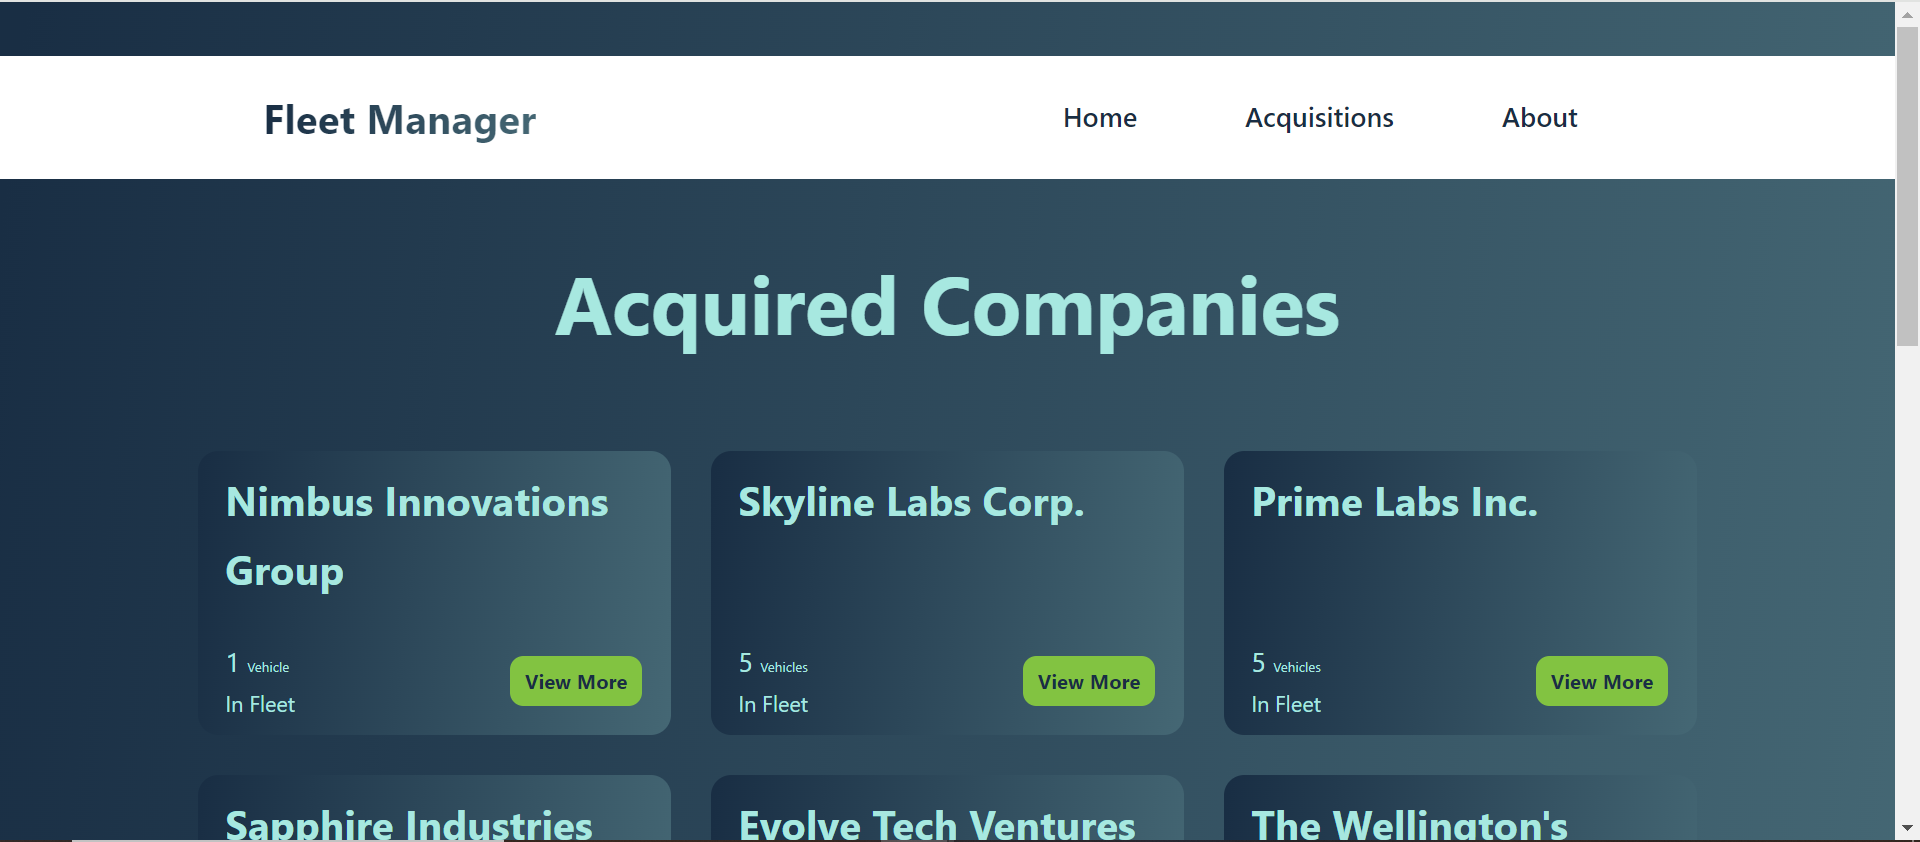 Fleet Manager
Home
Acquisitions
About
Acquired Companies
Nimbus Innovations
Group
1 Vehicle
In Fleet
View More
Skyline Labs Corp.
5 Vehicles
In Fleet
View More
Prime Labs Inc.
5 Vehicles
In Fleet
View More
Sapphire Industries
Evolve Tech Ventures
The Wellington's